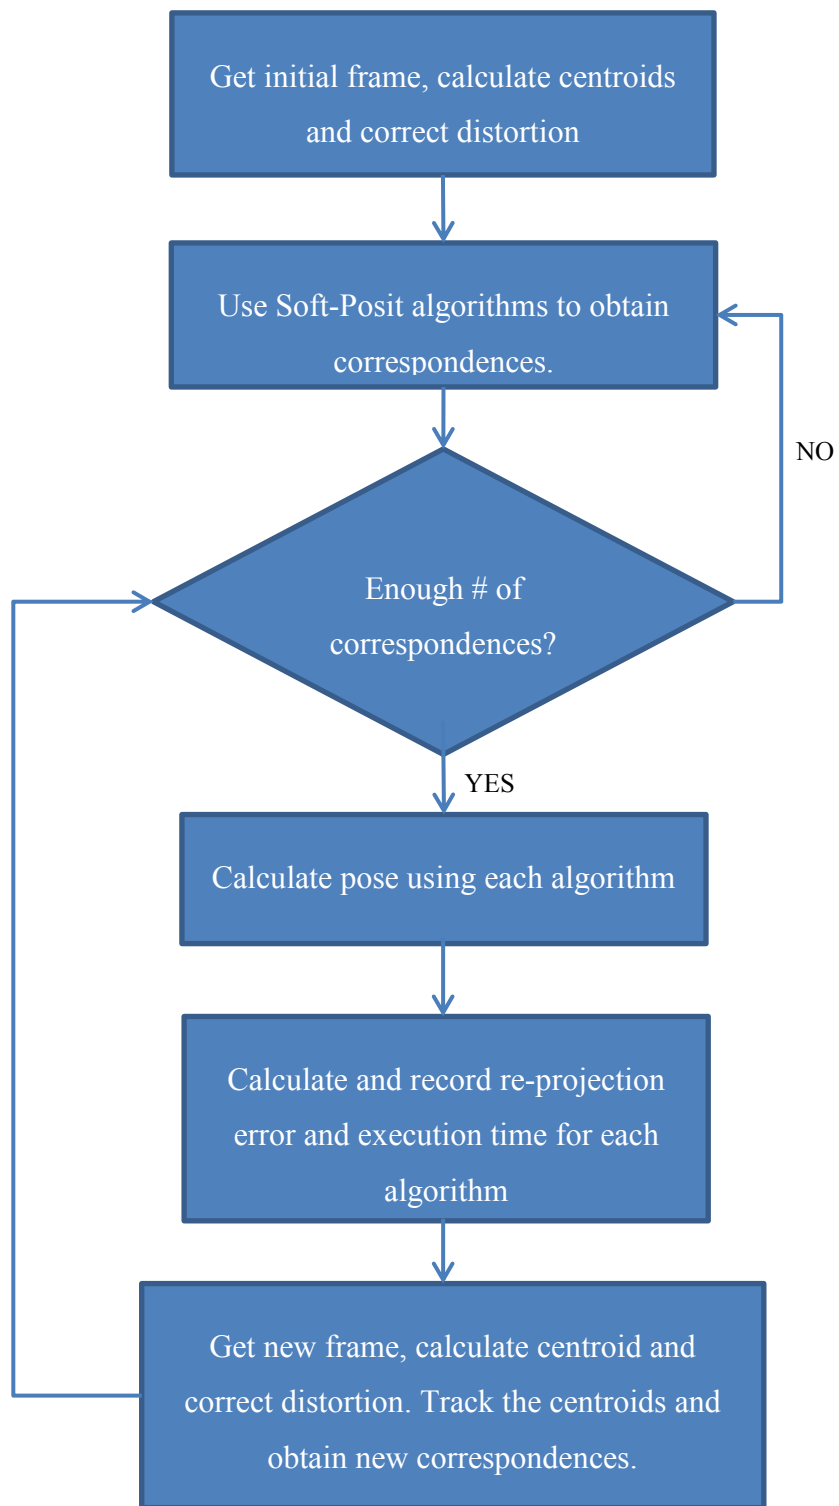 Get initial frame, calculate centroids
and correct distortion
Use Soft-Posit algorithms to obtain
correspondences.
NO
Enough # of
correspondences?
YES
Calculate pose using each algorithm
Calculate and record re-projection
error and execution time for each
algorithm
Get new frame, calculate centroid and
correct distortion. Track the centroids and
obtain new correspondences.